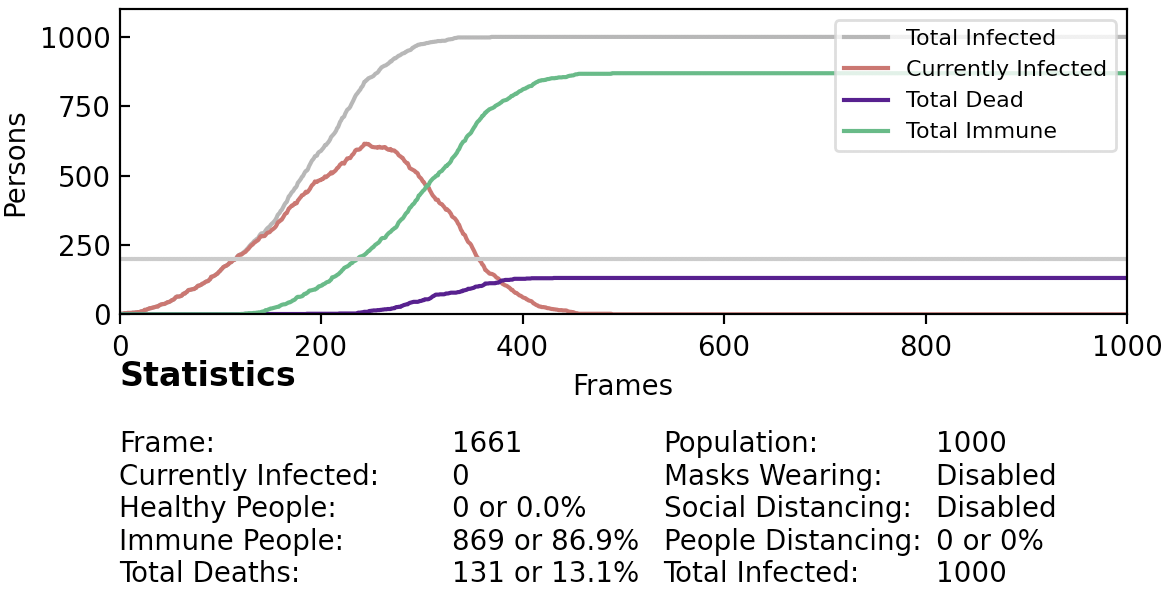 1000
750
500
250
0
Persons
Total Infected
Currently Infected
Total Dead
Total Immune
0 200 400 600 800 1000
Frames
Statistics
Frame: 1661 Population: 1000
Currently Infected: 0 Masks Wearing: Disabled
Healthy People: 0 or 0.0% Social Distancing: Disabled
Immune People: 869 or 86.9% People Distancing: 0 or 0%
Total Deaths: 131 or 13.1% Total Infected: 1000